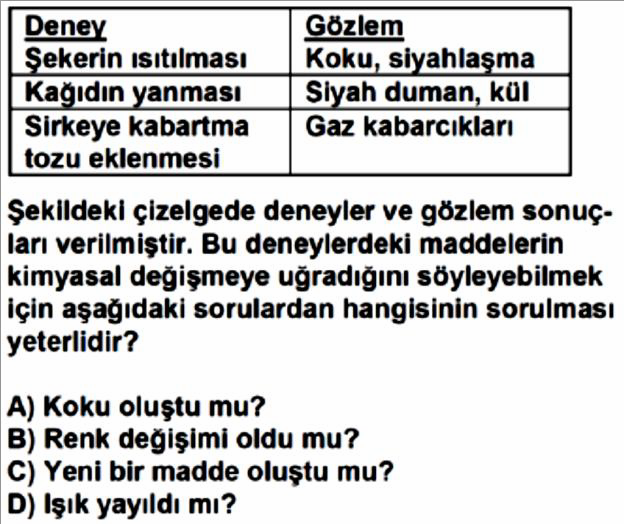 Deney Gözlem
Şekerin ısıtılması Koku, siyahlaşma
Kağıdın yanması Siyah duman, kül
Sirkeye kabartma Gaz kabarcıkları
tozu eklenmesi
Şekildeki çizelgede deneyler ve gözlem sonuç-
ları verilmiştir. Bu deneylerdeki maddelerin
kimyasal değişmeye uğradığını söyleyebilmek
için aşağıdaki sorulardan hangisinin sorulması
yeterlidir?
A) Koku oluştu mu?
B) Renk değişimi oldu mu?
C) Yeni bir madde oluştu mu?
D) Işık yayıldı mı?